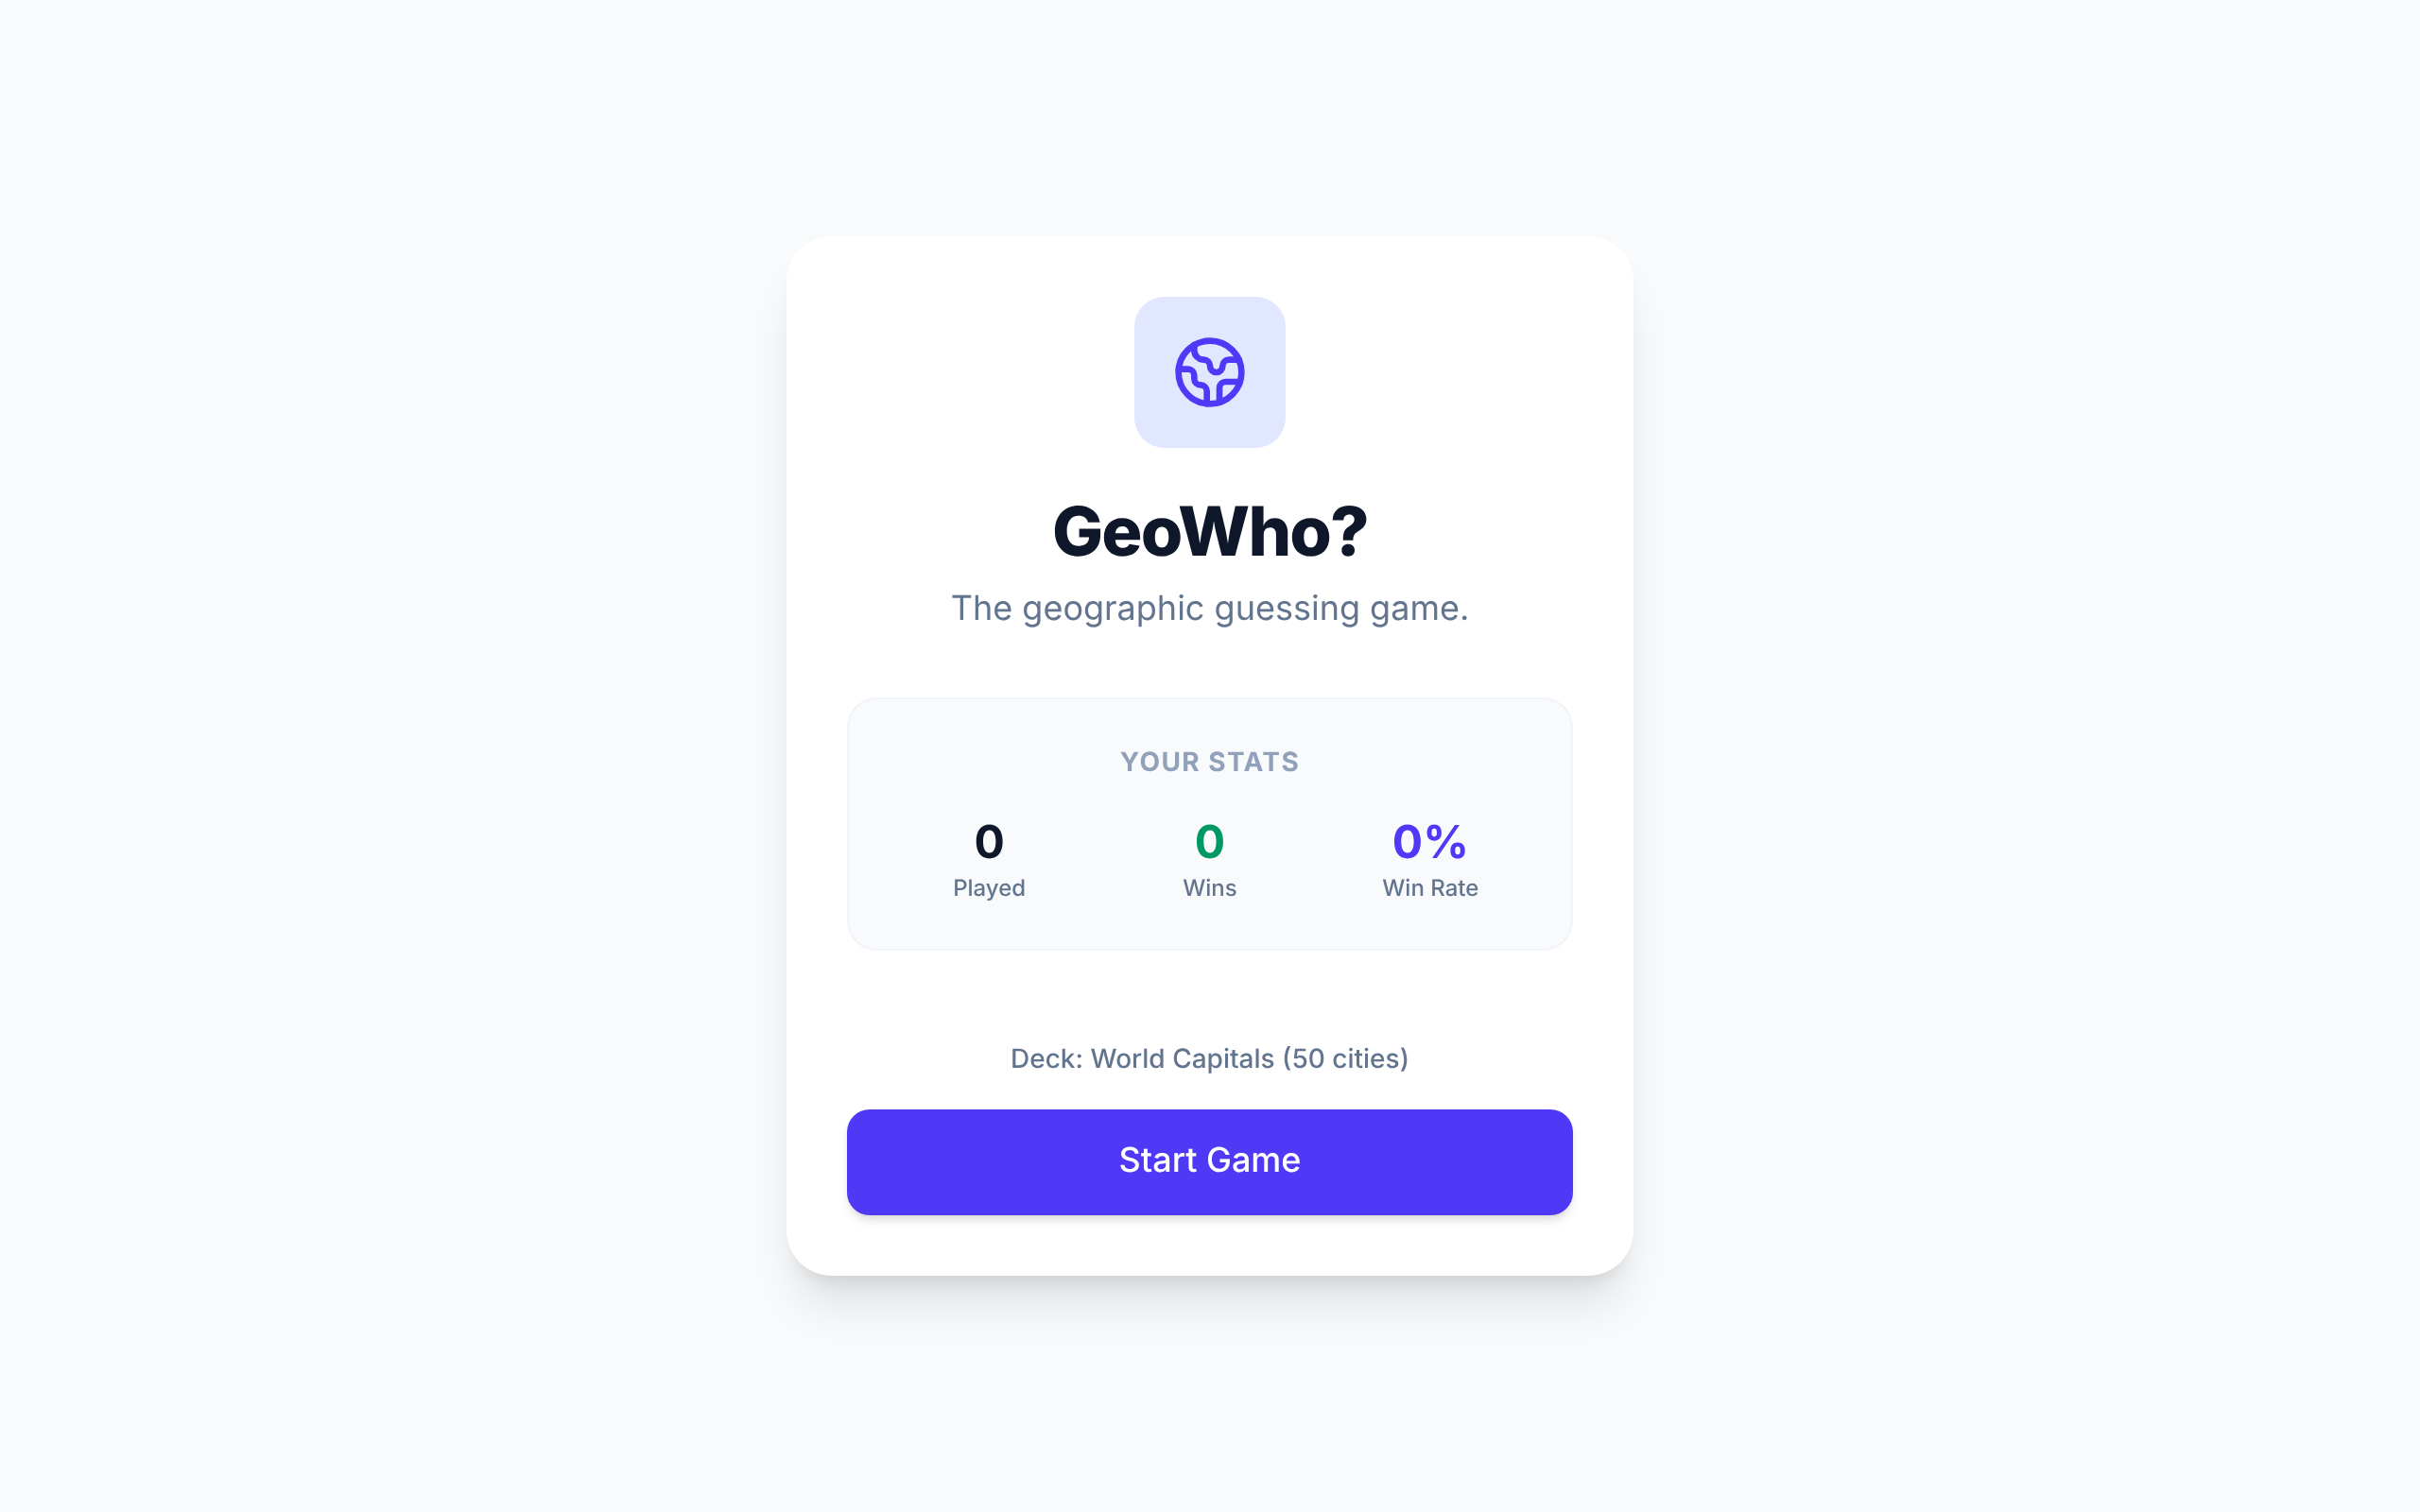 GeoWho?
The geographic guessing game.
YOUR STATS
0 0 0%
Played Wins Win Rate
Deck: World Capitals (50 cities)
Start Game